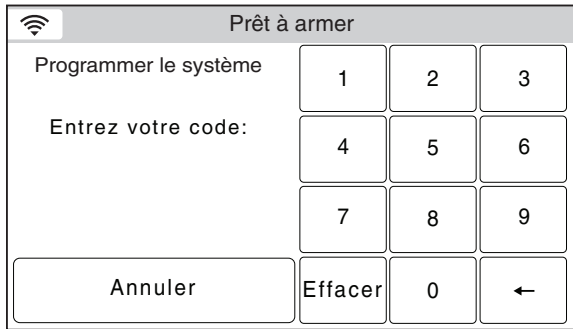 Prêt à armer
Programmer le système
Entrez votre code:
1 2 3
4 5 6
7 8 9
Annuler Effacer 0 ←